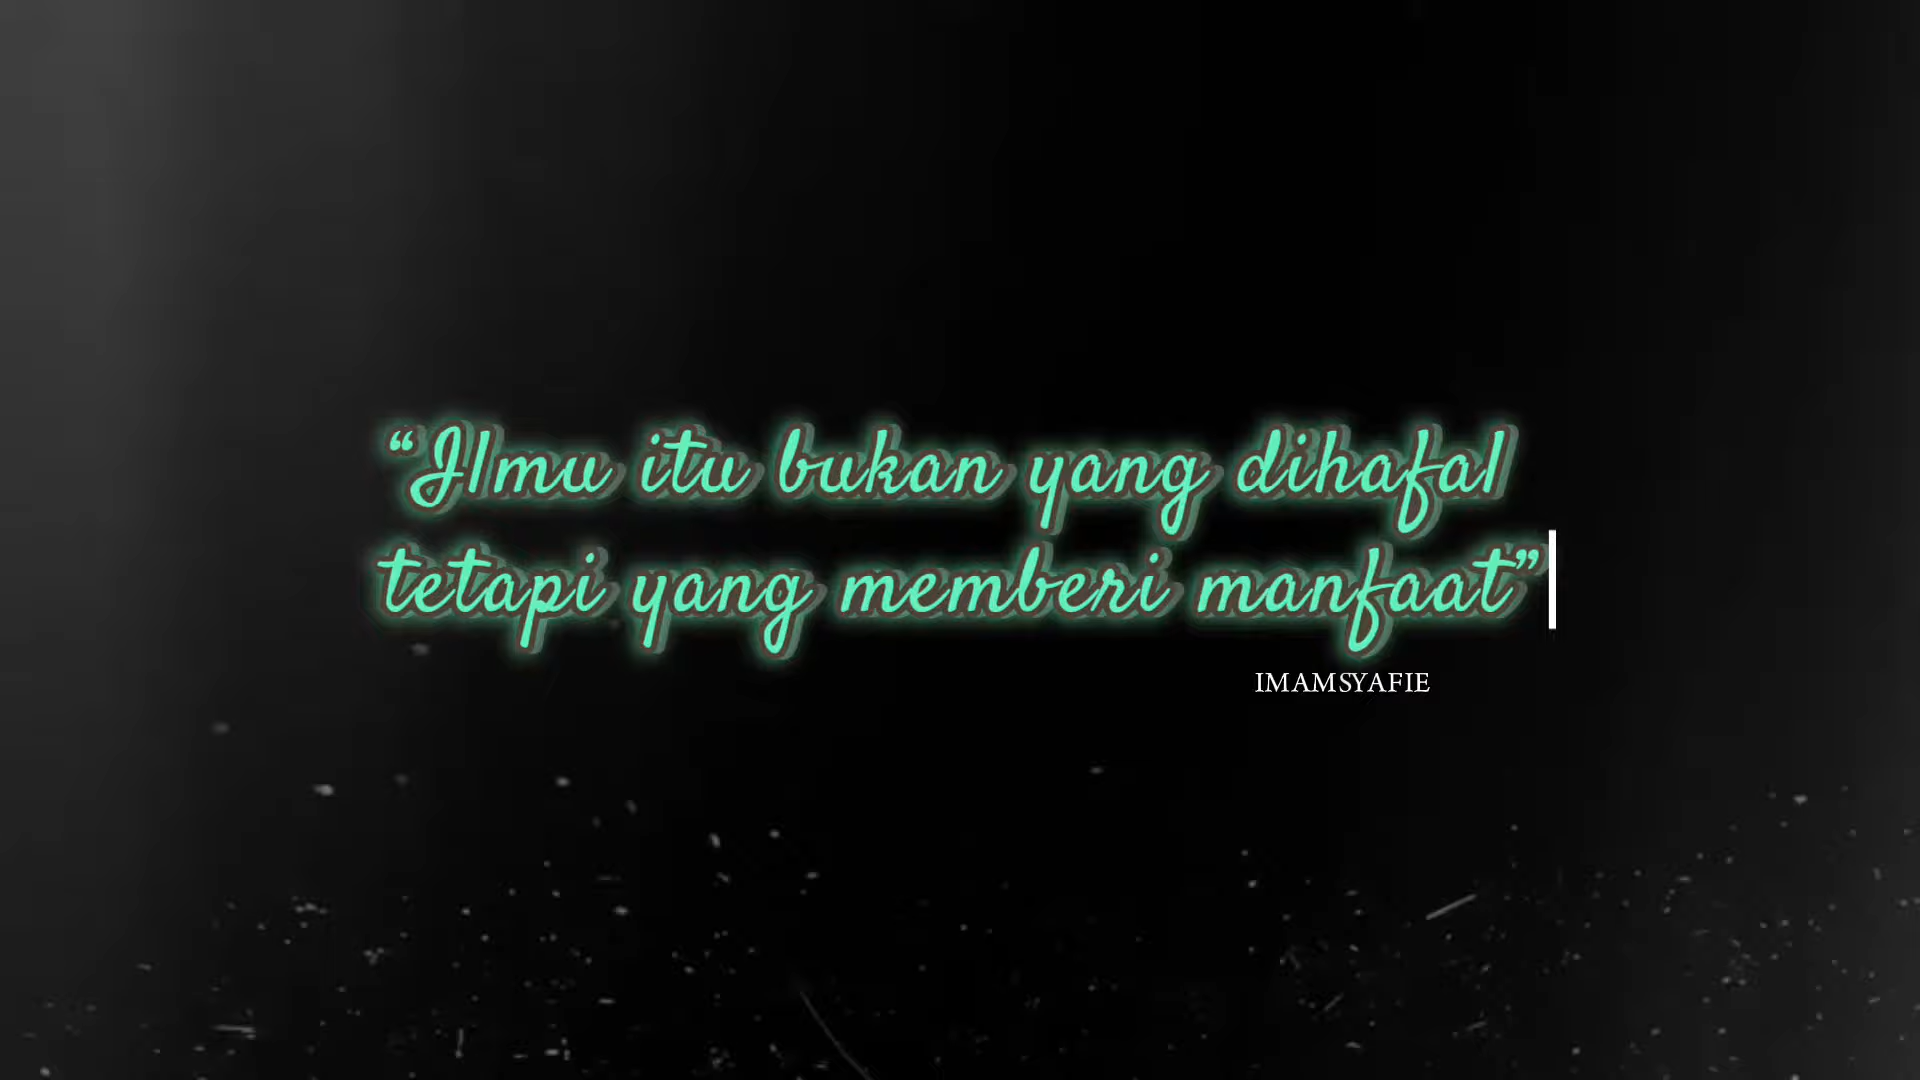 “Ilmu itu bukan yang dihafal
tetapi yang memberi manfaat”
IMAMSYAFIE